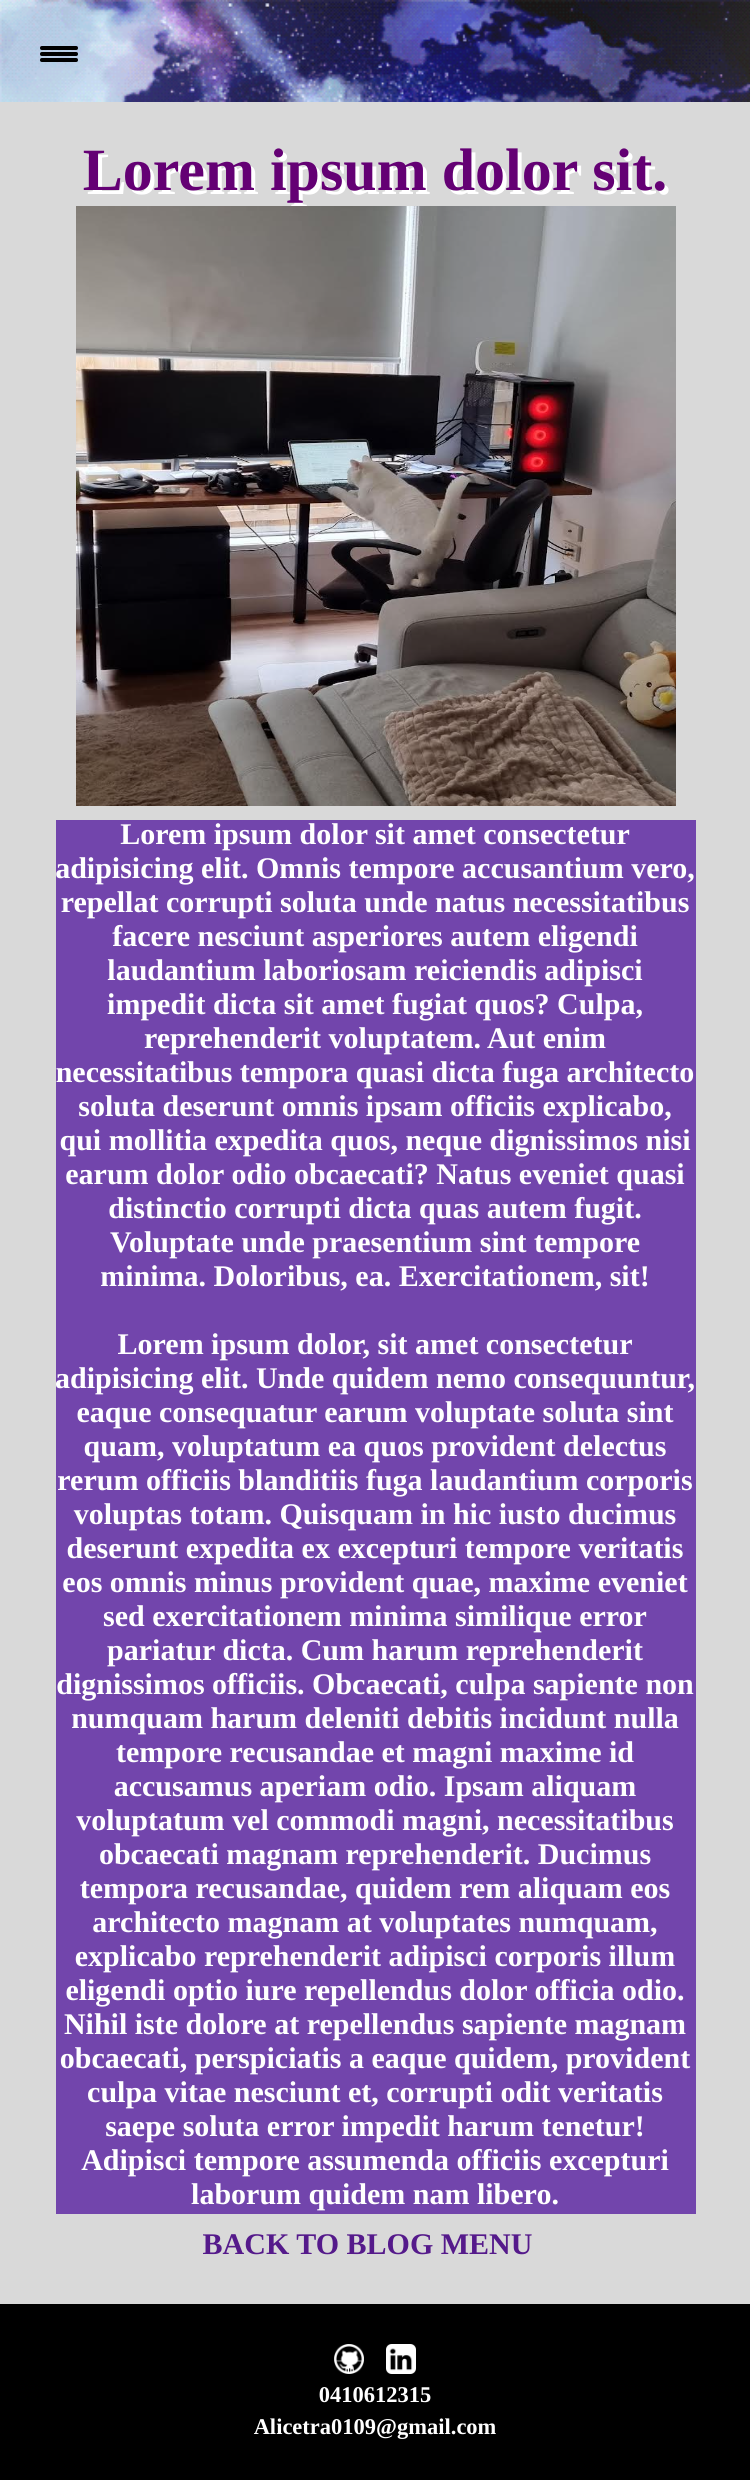 Lorem ipsum dolor sit.
Lorem ipsum dolor sit amet consectetur
adipisicing elit. Omnis tempore accusantium vero,
repellat corrupti soluta unde natus necessitatibus
facere nesciunt asperiores autem eligendi
laudantium laboriosam reiciendis adipisci
impedit dicta sit amet fugiat quos? Culpa,
reprehenderit voluptatem. Aut enim
necessitatibus tempora quasi dicta fuga architecto
soluta deserunt omnis ipsam officiis explicabo,
qui mollitia expedita quos, neque dignissimos nisi
earum dolor odio obcaecati? Natus eveniet quasi
distinctio corrupti dicta quas autem fugit.
Voluptate unde praesentium sint tempore
minima. Doloribus, ea. Exercitationem, sit!
Lorem ipsum dolor, sit amet consectetur
adipisicing elit. Unde quidem nemo consequuntur,
eaque consequatur earum voluptate soluta sint
quam, voluptatum ea quos provident delectus
rerum officiis blanditiis fuga laudantium corporis
voluptas totam. Quisquam in hic iusto ducimus
deserunt expedita ex excepturi tempore veritatis
eos omnis minus provident quae, maxime eveniet
sed exercitationem minima similique error
pariatur dicta. Cum harum reprehenderit
dignissimos officiis. Obcaecati, culpa sapiente non
numquam harum deleniti debitis incidunt nulla
tempore recusandae et magni maxime id
accusamus aperiam odio. Ipsam aliquam
voluptatum vel commodi magni, necessitatibus
obcaecati magnam reprehenderit. Ducimus
tempora recusandae, quidem rem aliquam eos
architecto magnam at voluptates numquam,
explicabo reprehenderit adipisci corporis illum
eligendi optio iure repellendus dolor officia odio.
Nihil iste dolore at repellendus sapiente magnam
obcaecati, perspiciatis a eaque quidem, provident
culpa vitae nesciunt et, corrupti odit veritatis
saepe soluta error impedit harum tenetur!
Adipisci tempore assumenda officiis excepturi
laborum quidem nam libero.
BACK TO BLOG MENU
in
0410612315
Alicetra0109@gmail.com